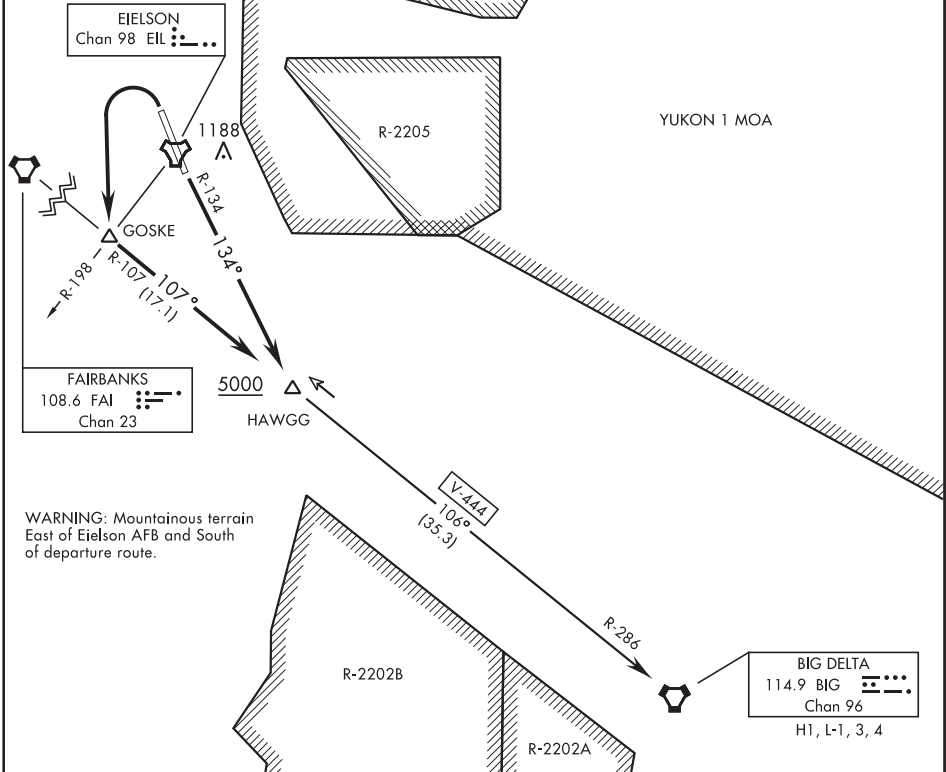 EIELSON
Chan 98 EIL
R-2205
YUKON 1 MOA
1188
R-134
134°
GOSKE
R-198
R-107
107°
(17.1)
FAIRBANKS
108.6 FAI
Chan 23
5000
HAWGG
V-444
106°
(35.3)
WARNING: Mountainous terrain
East of Eielson AFB and South
of departure route.
R-286
R-2202B
BIG DELTA
114.9 BIG
Chan 96
H1, L-1, 3, 4
R-2202A